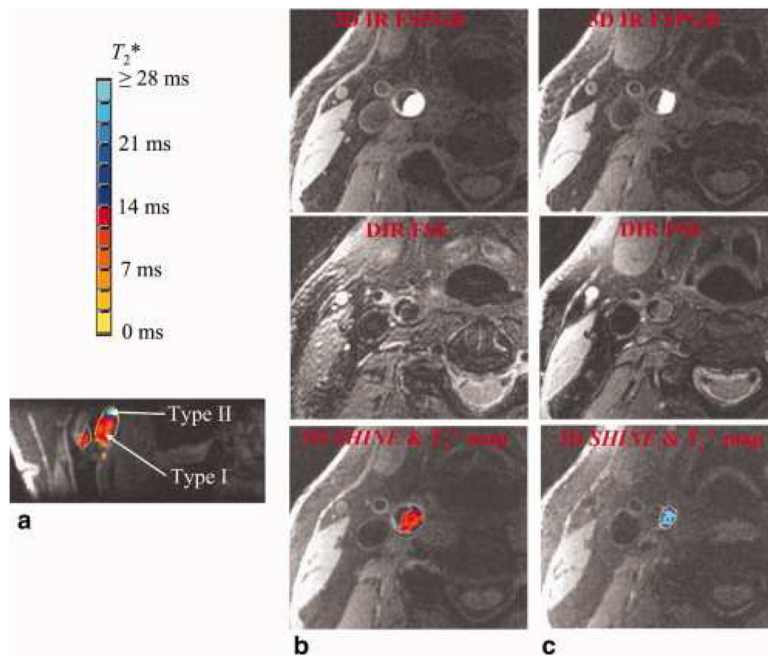 T₂*
≥ 28 ms
21 ms
14 ms
7 ms
0 ms
Type II
Type I
a
3D IR FSPGR
DIR FSE
3D SHINE & T₂* map
b
3D IR FSPGR
DIR FSE
3D SHINE & T₂* map
c